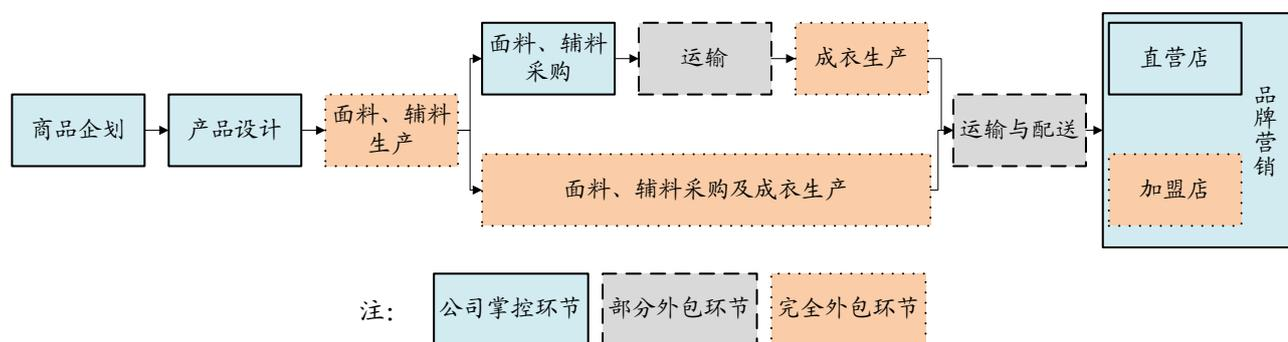 商品企划
产品设计
面料、辅料
生产
面料、辅料
采购
运输
成衣生产
面料、辅料采购及成衣生产
运输与配送
直营店
加盟店
品牌营销
注：
公司掌控环节
部分外包环节
完全外包环节